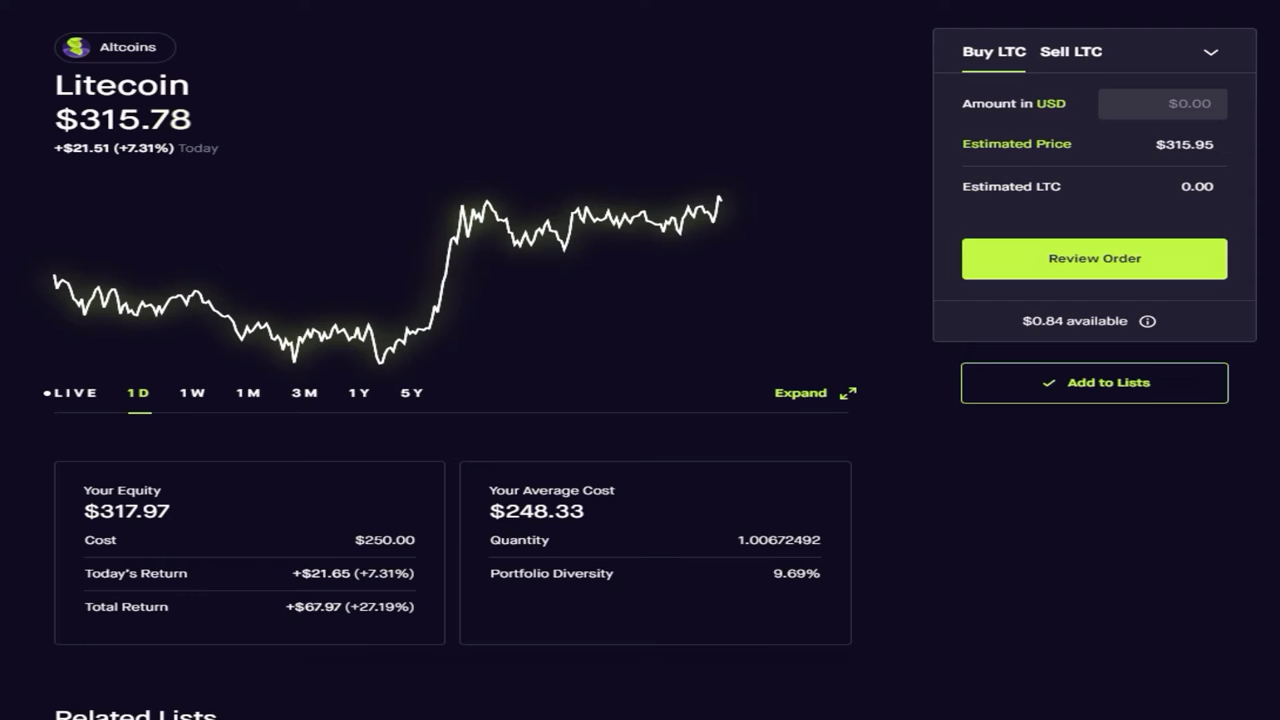 Altcoins
Litecoin
$315.78
+$21.51 (+7.31%) Today
LIVE 1D 1W 1M 3M 1Y 5Y Expand
Your Equity
$317.97
Cost $250.00
Today's Return +$21.65 (+7.31%)
Total Return +$67.97 (+27.19%)
Your Average Cost
$248.33
Quantity 1.00672492
Portfolio Diversity 9.69%
Related Lists
Buy LTC Sell LTC
Amount in USD $0.00
Estimated Price $315.95
Estimated LTC 0.00
Review Order
$0.84 available
Add to Lists